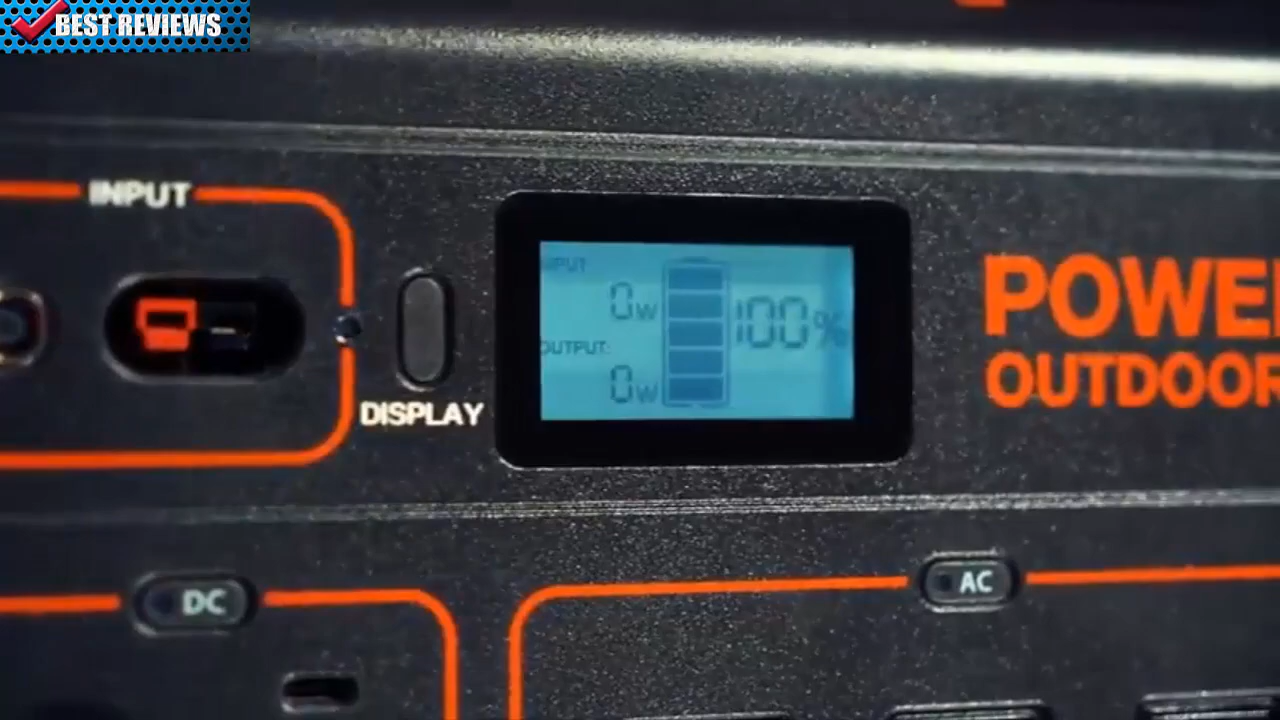 BEST REVIEWS
INPUT
DISPLAY
INPUT
0w
OUTPUT:
0w
100%
POWE
OUTDOOR
DC
AC